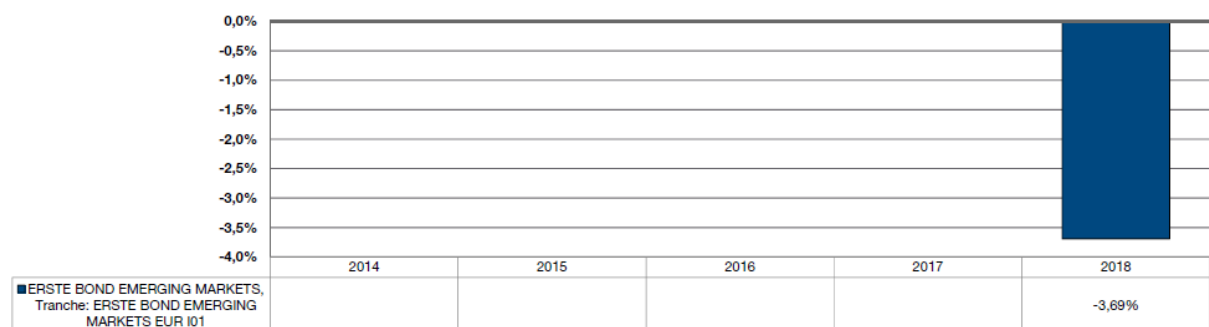 0,0%
-0,5%
-1,0%
-1,5%
-2,0%
-2,5%
-3,0%
-3,5%
-4,0%
2014 2015 2016 2017 2018
ERSTE BOND EMERGING MARKETS,
Tranche: ERSTE BOND EMERGING
MARKETS EUR I01
-3,69%